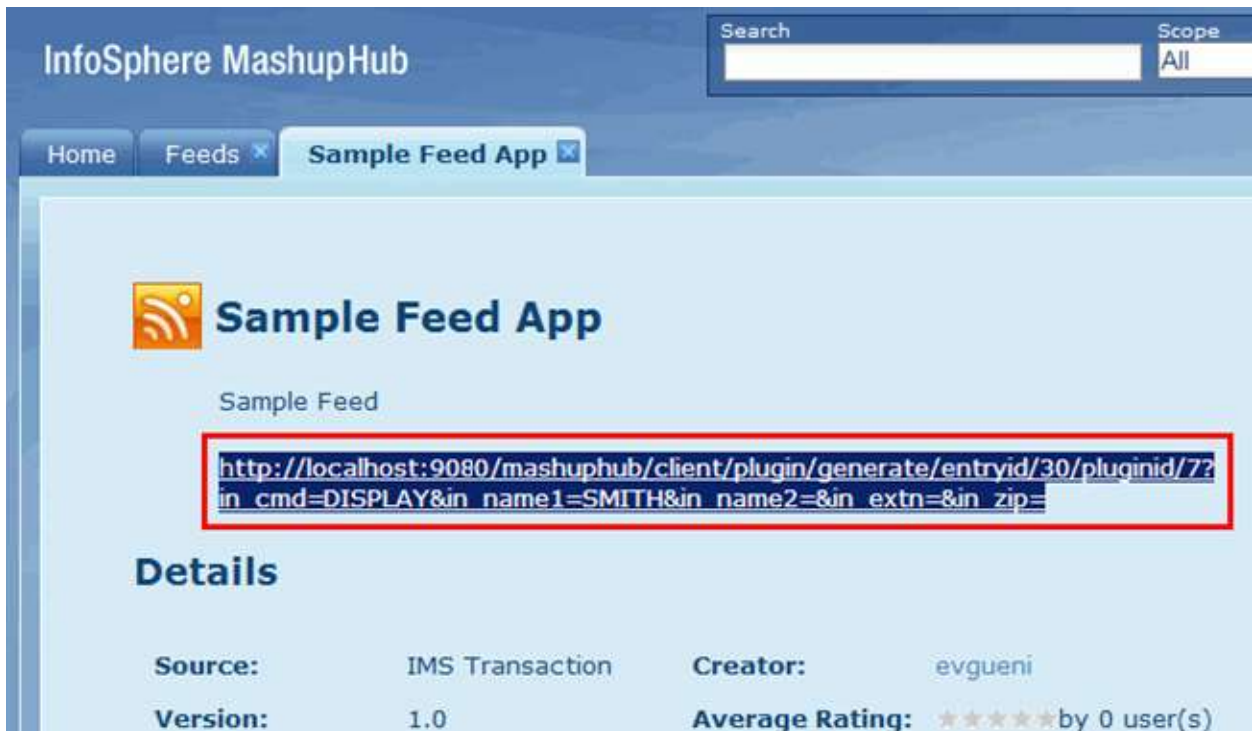 InfoSphere MashupHub
Search
Scope
All
Home
Feeds
Sample Feed App
Sample Feed App
Sample Feed
http://localhost:9080/mashuphub/client/plugin/generate/entryid/30/pluginid/7?
in_cmd=DISPLAY&in_name1=SMITH&in_name2=&in_extn=&in_zip=
Details
Source: IMS Transaction Creator: evgueni
Version: 1.0 Average Rating: by 0 user(s)